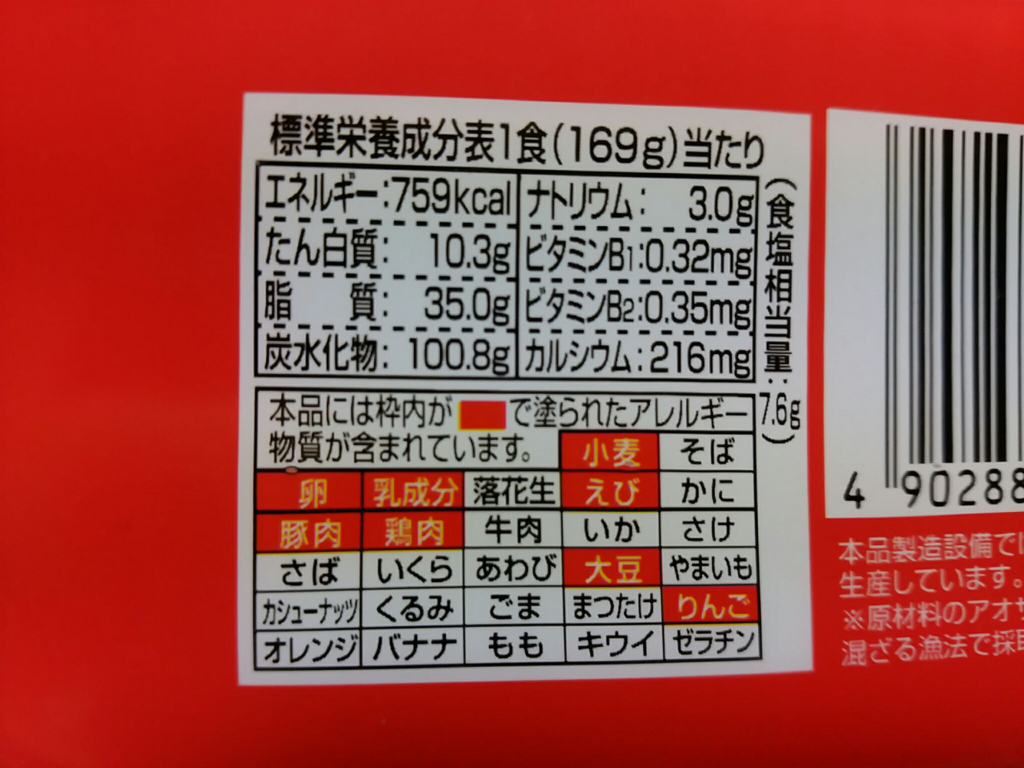 標準栄養成分表1食(169g)当たり
エネルギー:759kcal ナトリウム: 3.0g
たん白質: 10.3g ビタミンB1:0.32mg
脂 質: 35.0g ビタミンB2:0.35mg
炭水化物: 100.8g カルシウム:216mg
(食塩相当量:7.6g)
本品には枠内が で塗られたアレルギー
物質が含まれています。 小麦 そば
卵 乳成分 落花生 えび かに
豚肉 鶏肉 牛肉 いか さけ
さば いくら あわび 大豆 やまいも
カシューナッツ くるみ ごま まつたけ りんご
オレンジ バナナ もも キウイ ゼラチン
4 90288
本品製造設備で
生産しています。
※原材料のアオサ
混ざる漁法で採取